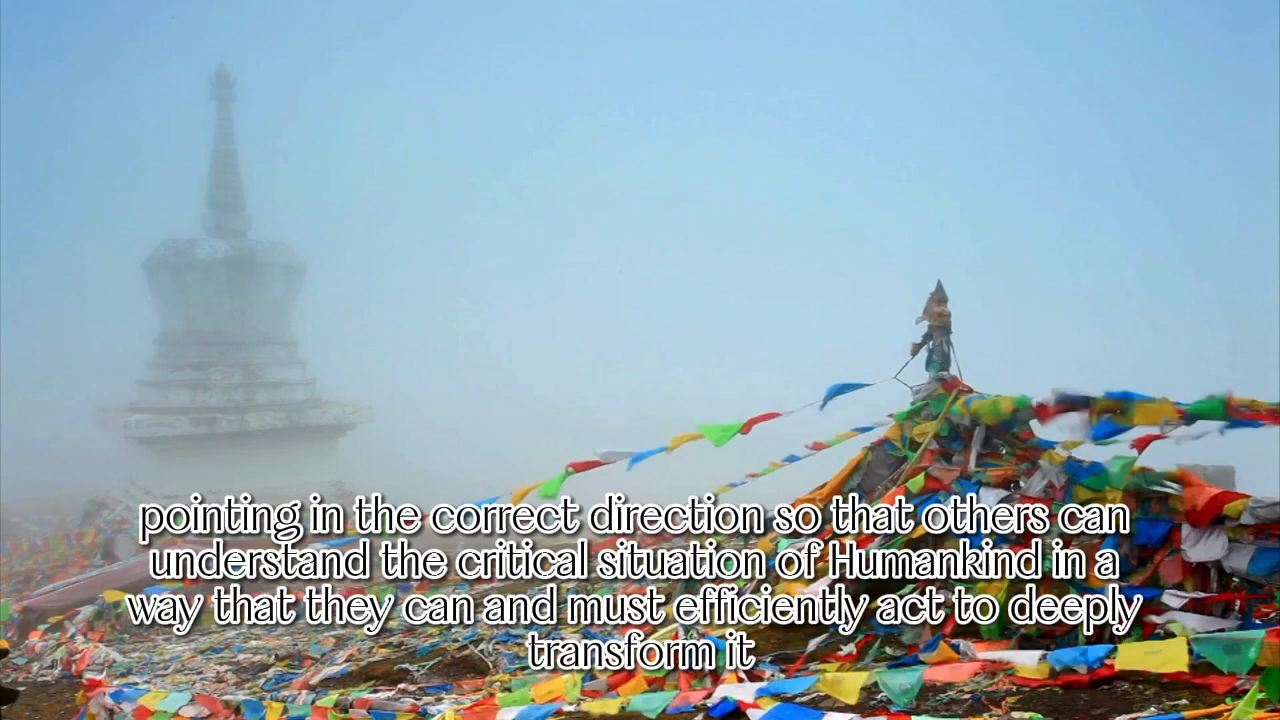 pointing in the correct direction so that others can
understand the critical situation of Humankind in a
way that they can and must efficiently act to deeply
transform it